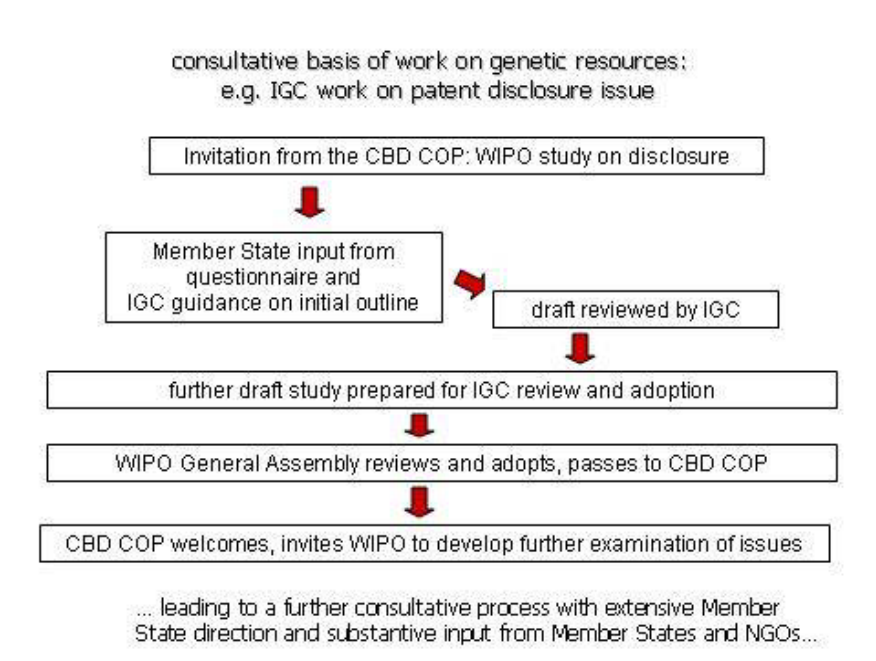 consultative basis of work on genetic resources:
e.g. IGC work on patent disclosure issue
Invitation from the CBD COP: WIPO study on disclosure
Member State input from
questionnaire and
IGC guidance on initial outline
draft reviewed by IGC
further draft study prepared for IGC review and adoption
WIPO General Assembly reviews and adopts, passes to CBD COP
CBD COP welcomes, invites WIPO to develop further examination of issues
... leading to a further consultative process with extensive Member
State direction and substantive input from Member States and NGOs...